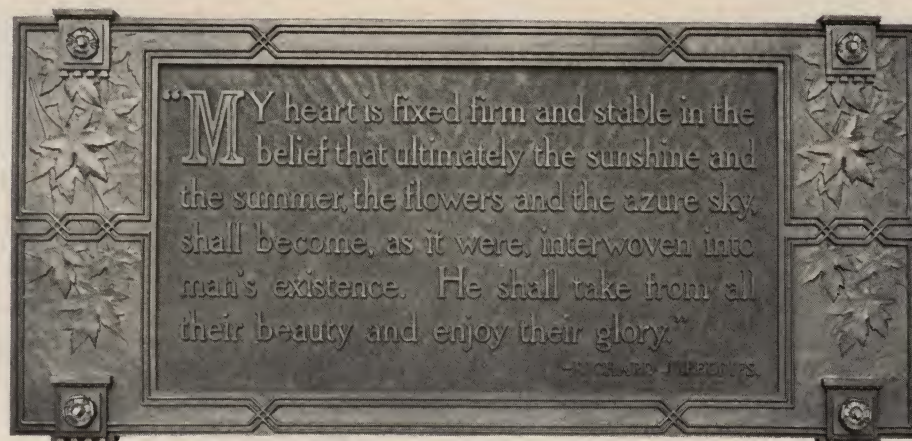 “MY heart is fixed firm and stable in the
belief that ultimately the sunshine and
the summer, the flowers and the azure sky,
shall become, as it were, interwoven into
man's existence. He shall take from all
their beauty and enjoy their glory.”
-RICHARD